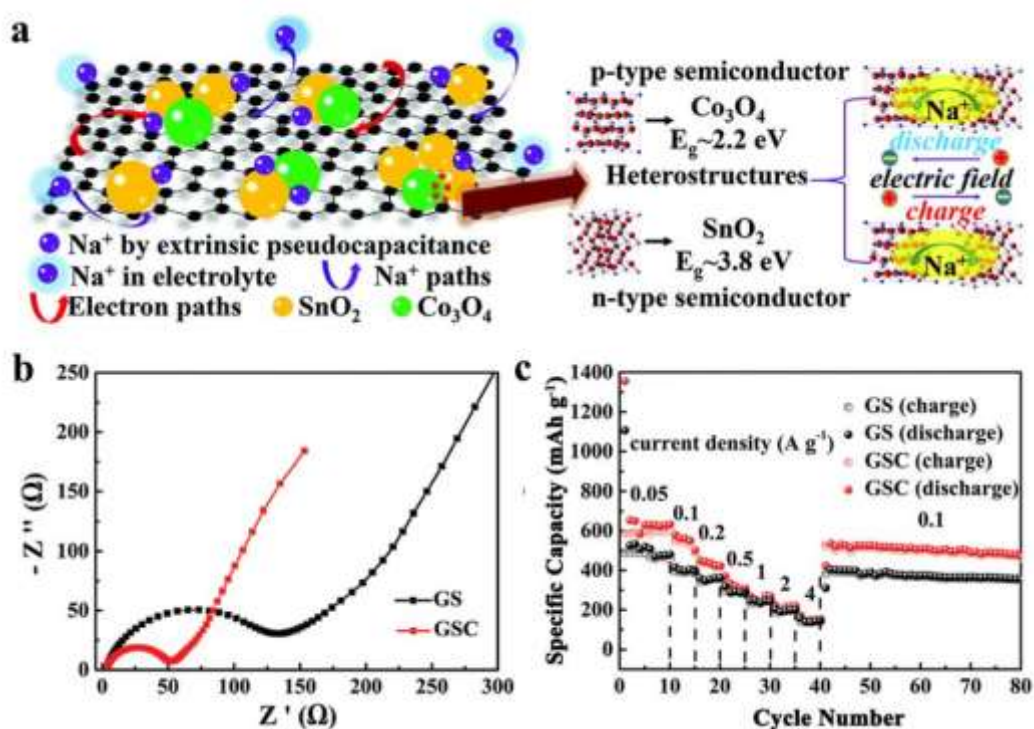 a
p-type semiconductor
Co₃O₄
E_g~2.2 eV
Heterostructures
SnO₂
E_g~3.8 eV
n-type semiconductor
Na⁺
discharge
electric field
charge
Na⁺
Na⁺ by extrinsic pseudocapacitance
Na⁺ in electrolyte
Na⁺ paths
Electron paths
SnO₂
Co₃O₄
b
250
200
150
100
50
0
- Z '' (Ω)
GS
GSC
0 50 100 150 200 250 300
Z ' (Ω)
c
1400
1200
1000
800
600
400
200
0
Specific Capacity (mAh g⁻¹)
GS (charge)
GS (discharge)
GSC (charge)
GSC (discharge)
current density (A g⁻¹)
0.05
0.1
0.2
0.5
1
2
4
0.1
0 10 20 30 40 50 60 70 80
Cycle Number